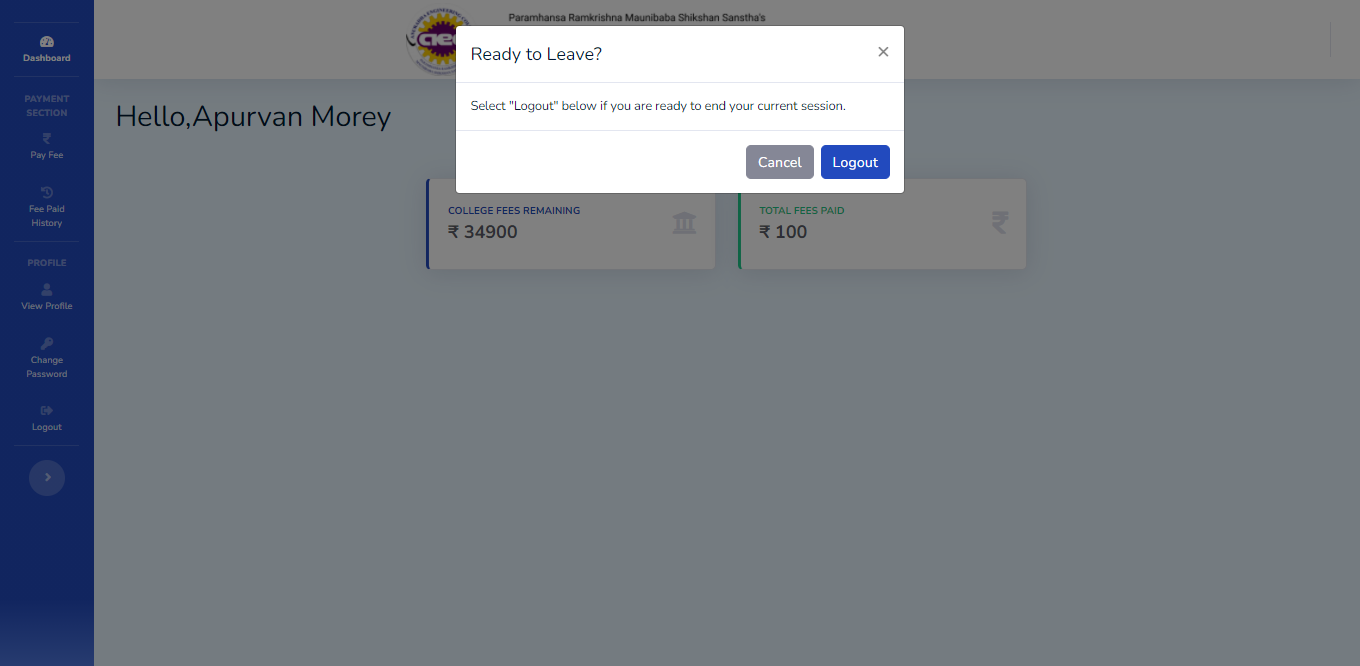 Dashboard
PAYMENT
SECTION
Pay Fee
Fee Paid
History
PROFILE
View Profile
Change
Password
Logout
Paramhansa Ramkrishna Maunibaba Shikshan Sanstha's
Hello,Apurvan Morey
Ready to Leave?
×
Select "Logout" below if you are ready to end your current session.
Cancel
Logout
COLLEGE FEES REMAINING
₹ 34900
TOTAL FEES PAID
₹ 100